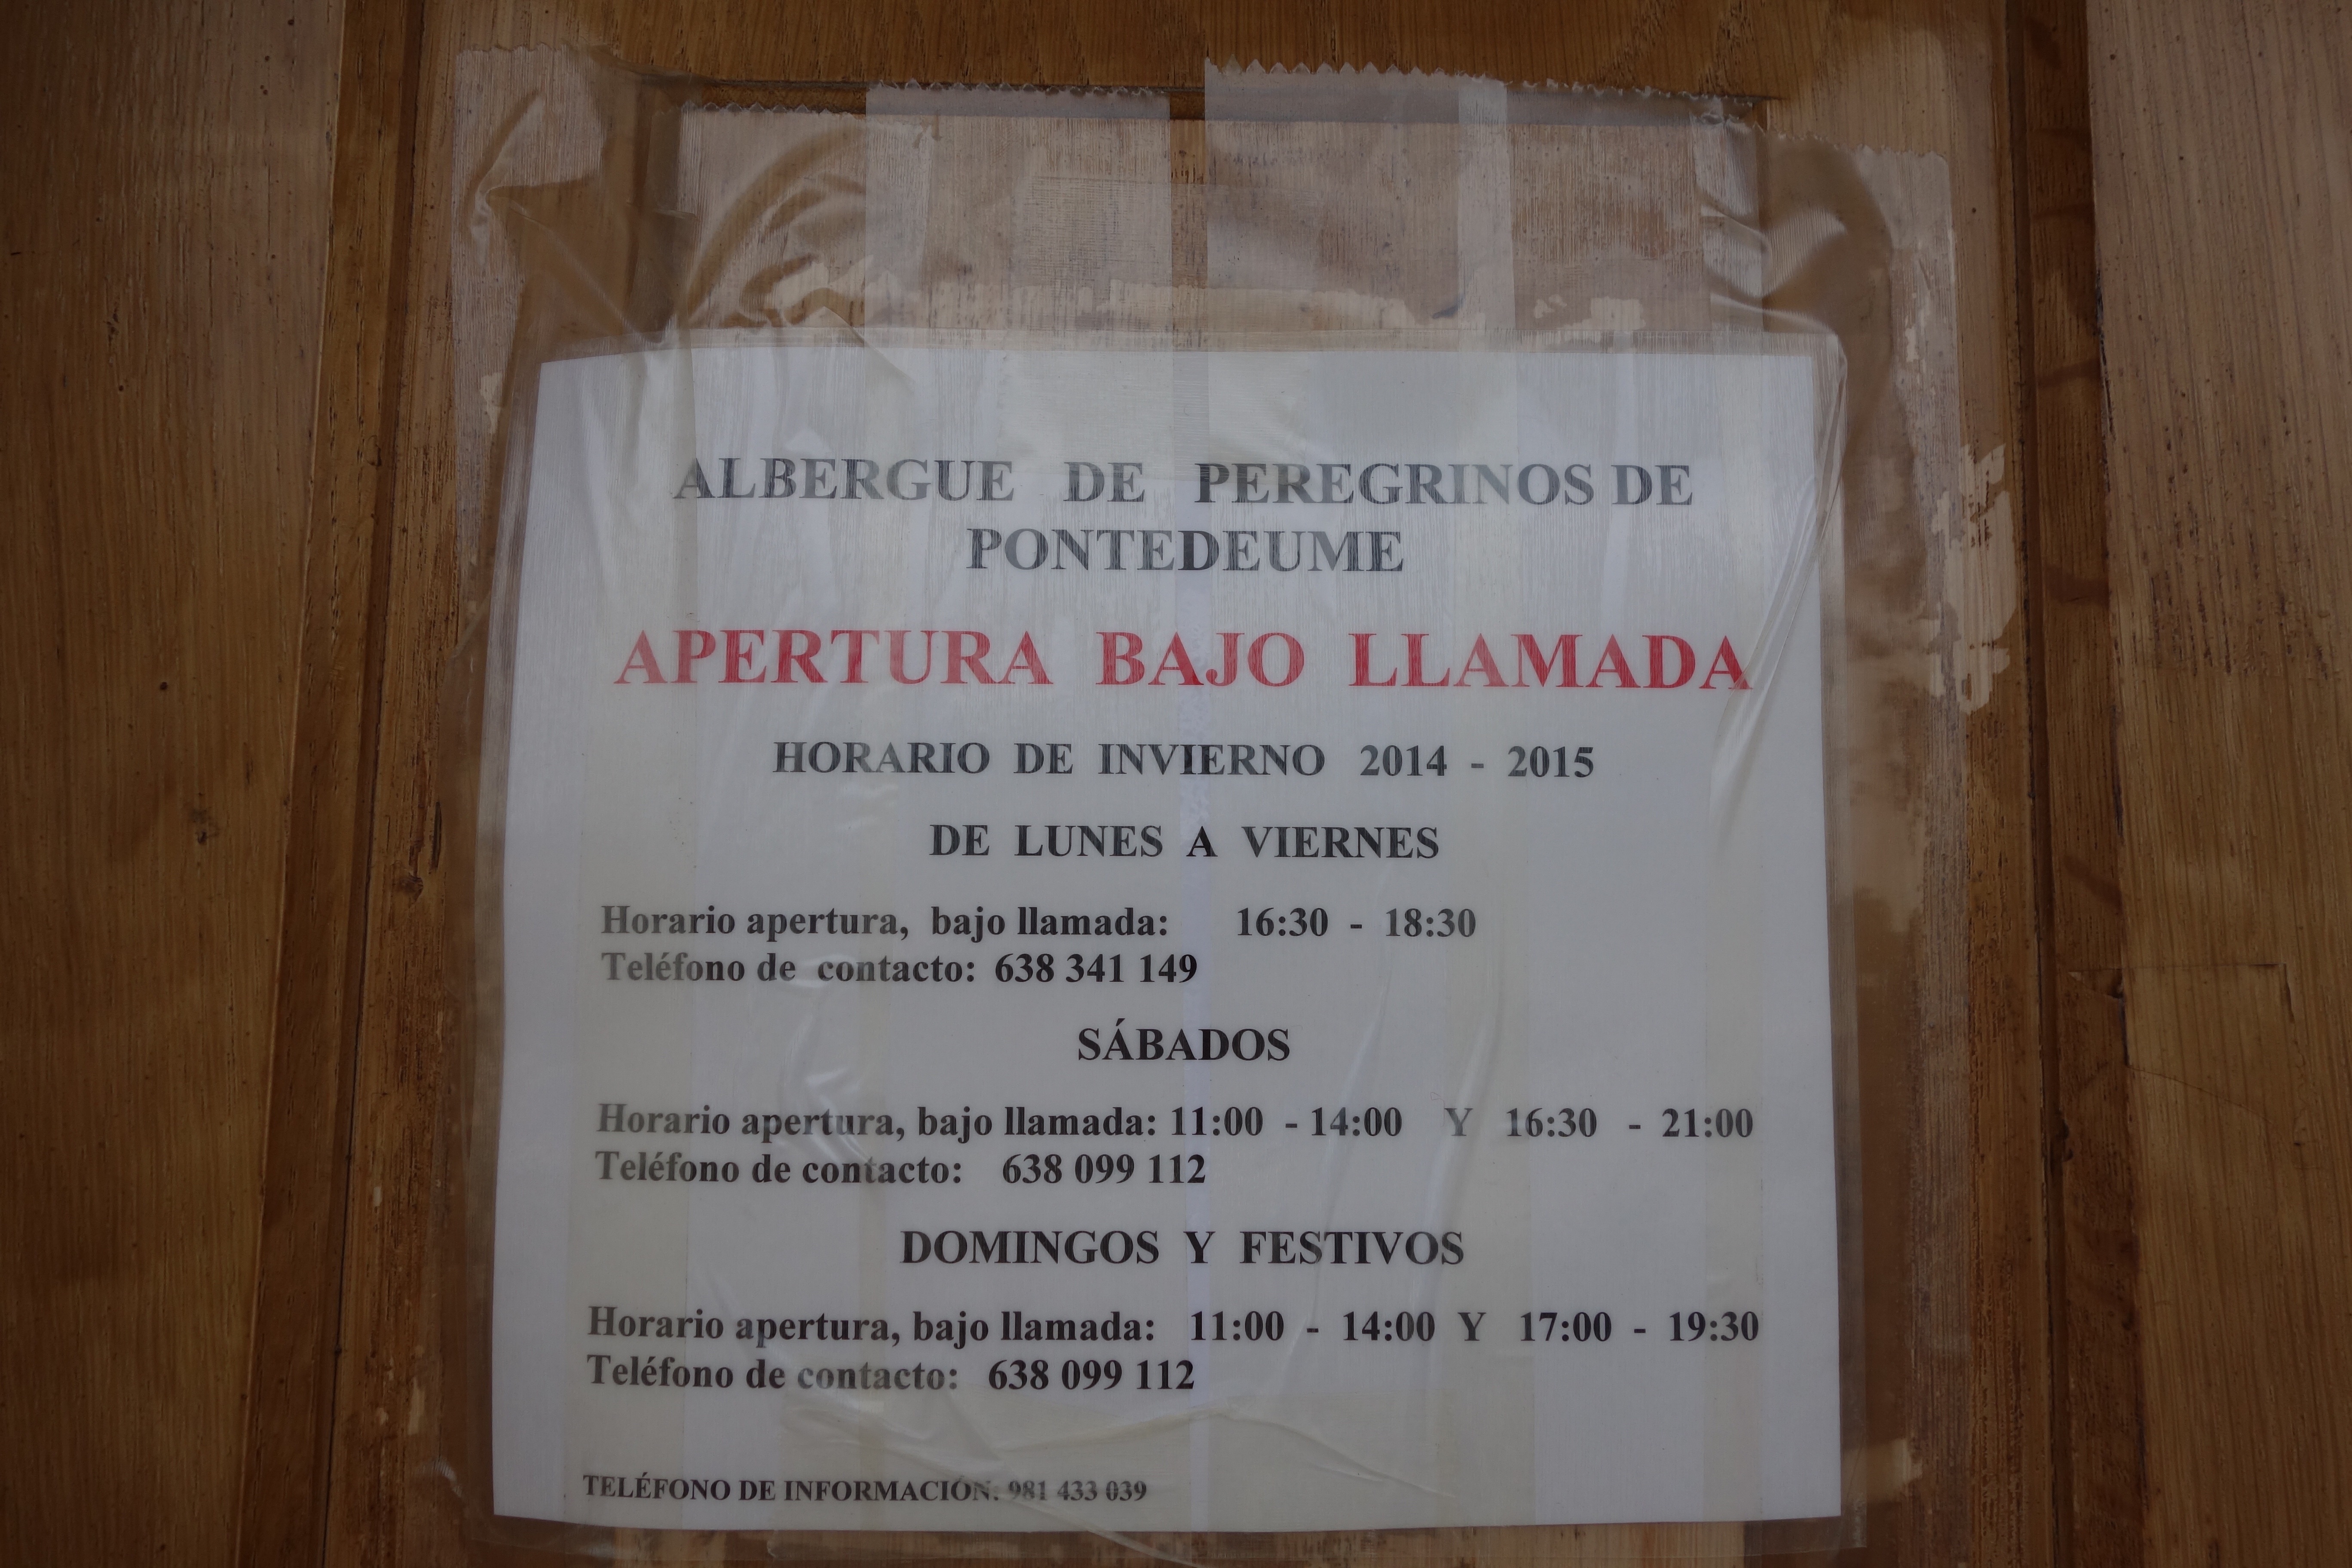 ALBERGUE DE PEREGRINOS DE
PONTEDEUME
APERTURA BAJO LLAMADA
HORARIO DE INVIERNO 2014 - 2015
DE LUNES A VIERNES
Horario apertura, bajo llamada: 16:30 - 18:30
Teléfono de contacto: 638 341 149
SÁBADOS
Horario apertura, bajo llamada: 11:00 - 14:00 Y 16:30 - 21:00
Teléfono de contacto: 638 099 112
DOMINGOS Y FESTIVOS
Horario apertura, bajo llamada: 11:00 - 14:00 Y 17:00 - 19:30
Teléfono de contacto: 638 099 112
TELÉFONO DE INFORMACIÓN: 981 433 039